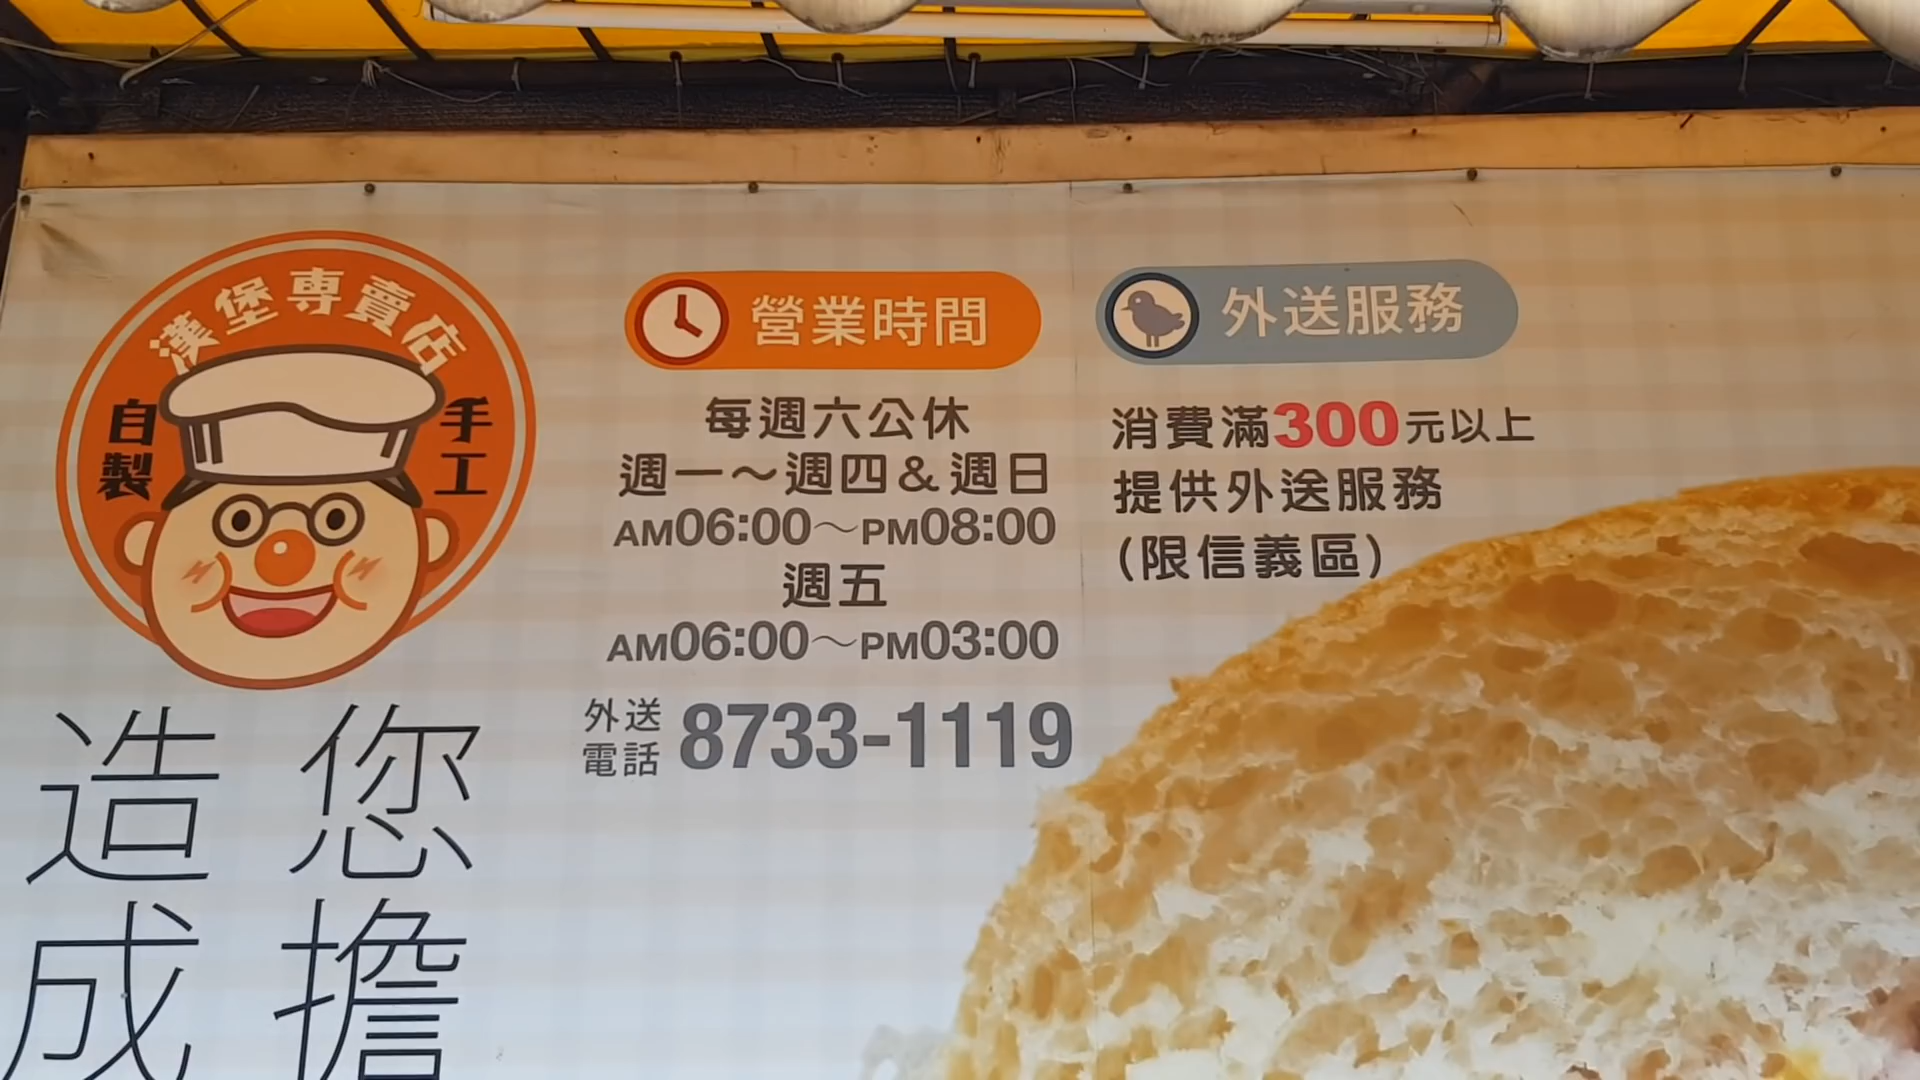 漢堡專賣店
手工
自製
營業時間
每週六公休
週一～週四&週日
AM06:00～PM08:00
週五
AM06:00～PM03:00
外送電話 8733-1119
外送服務
消費滿300元以上
提供外送服務
(限信義區)
您擔
造成